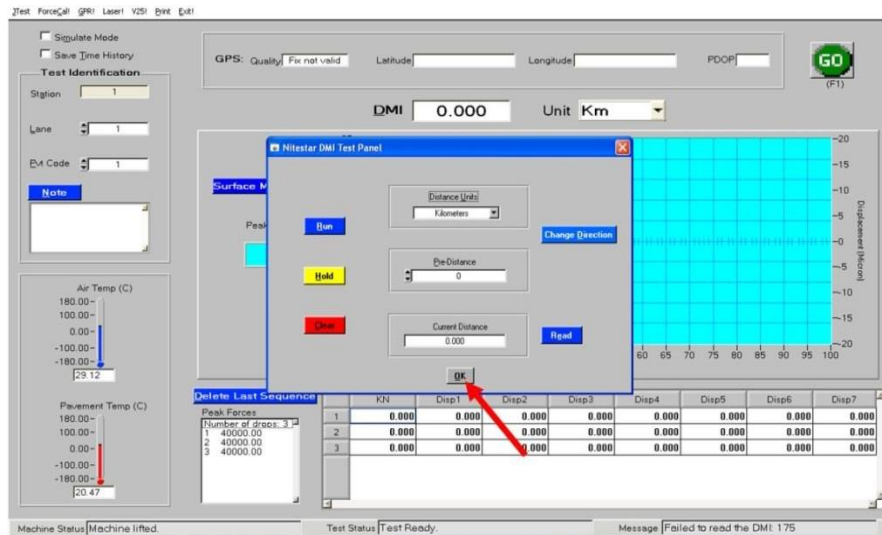 JTest ForceCal! GPR! Laser! V25! Print Exit!
Simulate Mode
Save Time History
GPS: Quality Fix not valid Latitude Longitude PDOP
GO
(F1)
Test Identification
Station 1
Lane 1
Pvt Code 1
Note
DMI 0.000 Unit Km
Nitestar DMI Test Panel
Surface M
Peak
Distance Units
Kilometers
Run
Change Direction
Hold
Pre-Distance
0
Clear
Current Distance
0.000
Read
OK
20
15
10
5
0
-5
-10
-15
-20
Displacement (Micron)
60 65 70 75 80 85 90 95 100
Air Temp (C)
180.00
100.00
0.00
-100.00
-180.00
29.12
Pavement Temp (C)
180.00
100.00
0.00
-100.00
-180.00
20.47
Delete Last Sequence
Peak Forces
Number of drops: 3
1 40000.00
2 40000.00
3 40000.00
KN Disp1 Disp2 Disp3 Disp4 Disp5 Disp6 Disp7
1 0.000 0.000 0.000 0.000 0.000 0.000 0.000 0.000
2 0.000 0.000 0.000 0.000 0.000 0.000 0.000 0.000
3 0.000 0.000 0.000 0.000 0.000 0.000 0.000 0.000
Machine Status Machine lifted. Test Status Test Ready. Message Failed to read the DMI: 175